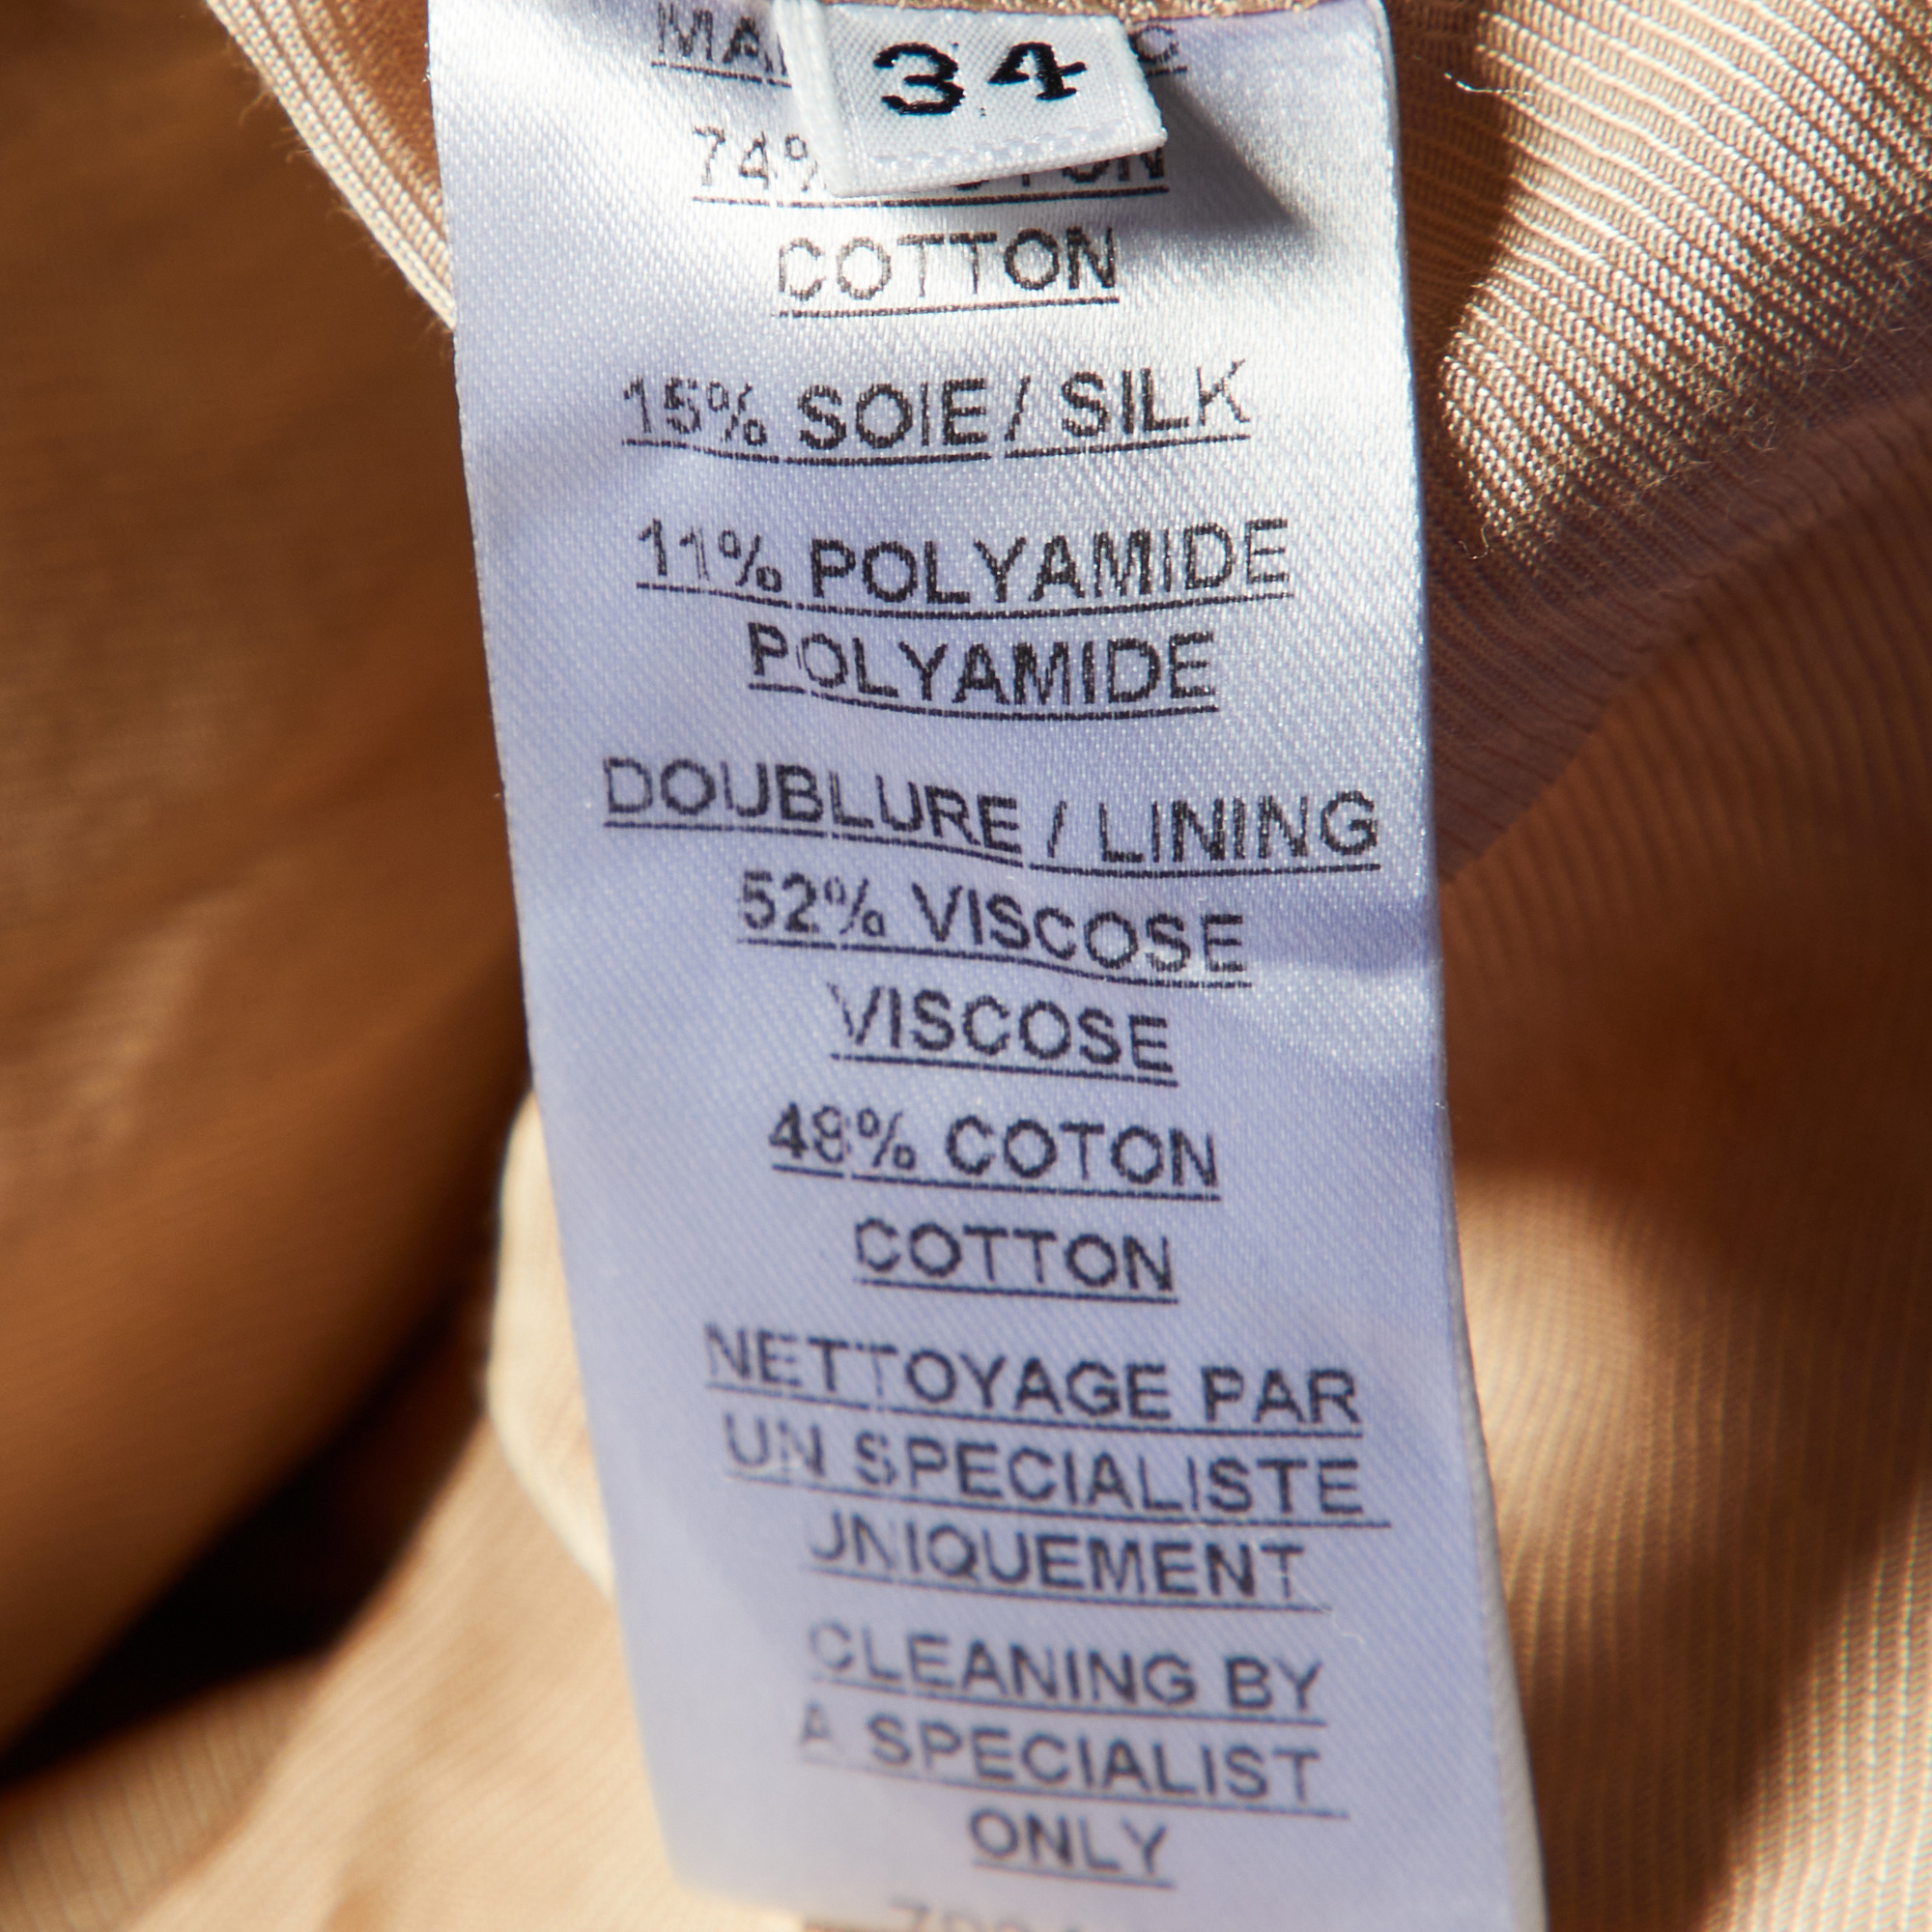 34
74%
COTTON
15% SOIE / SILK
11% POLYAMIDE
POLYAMIDE
DOUBLURE / LINING
52% VISCOSE
VISCOSE
48% COTON
COTTON
NETTOYAGE PAR
UN SPECIALISTE
UNIQUEMENT
CLEANING BY
A SPECIALIST
ONLY